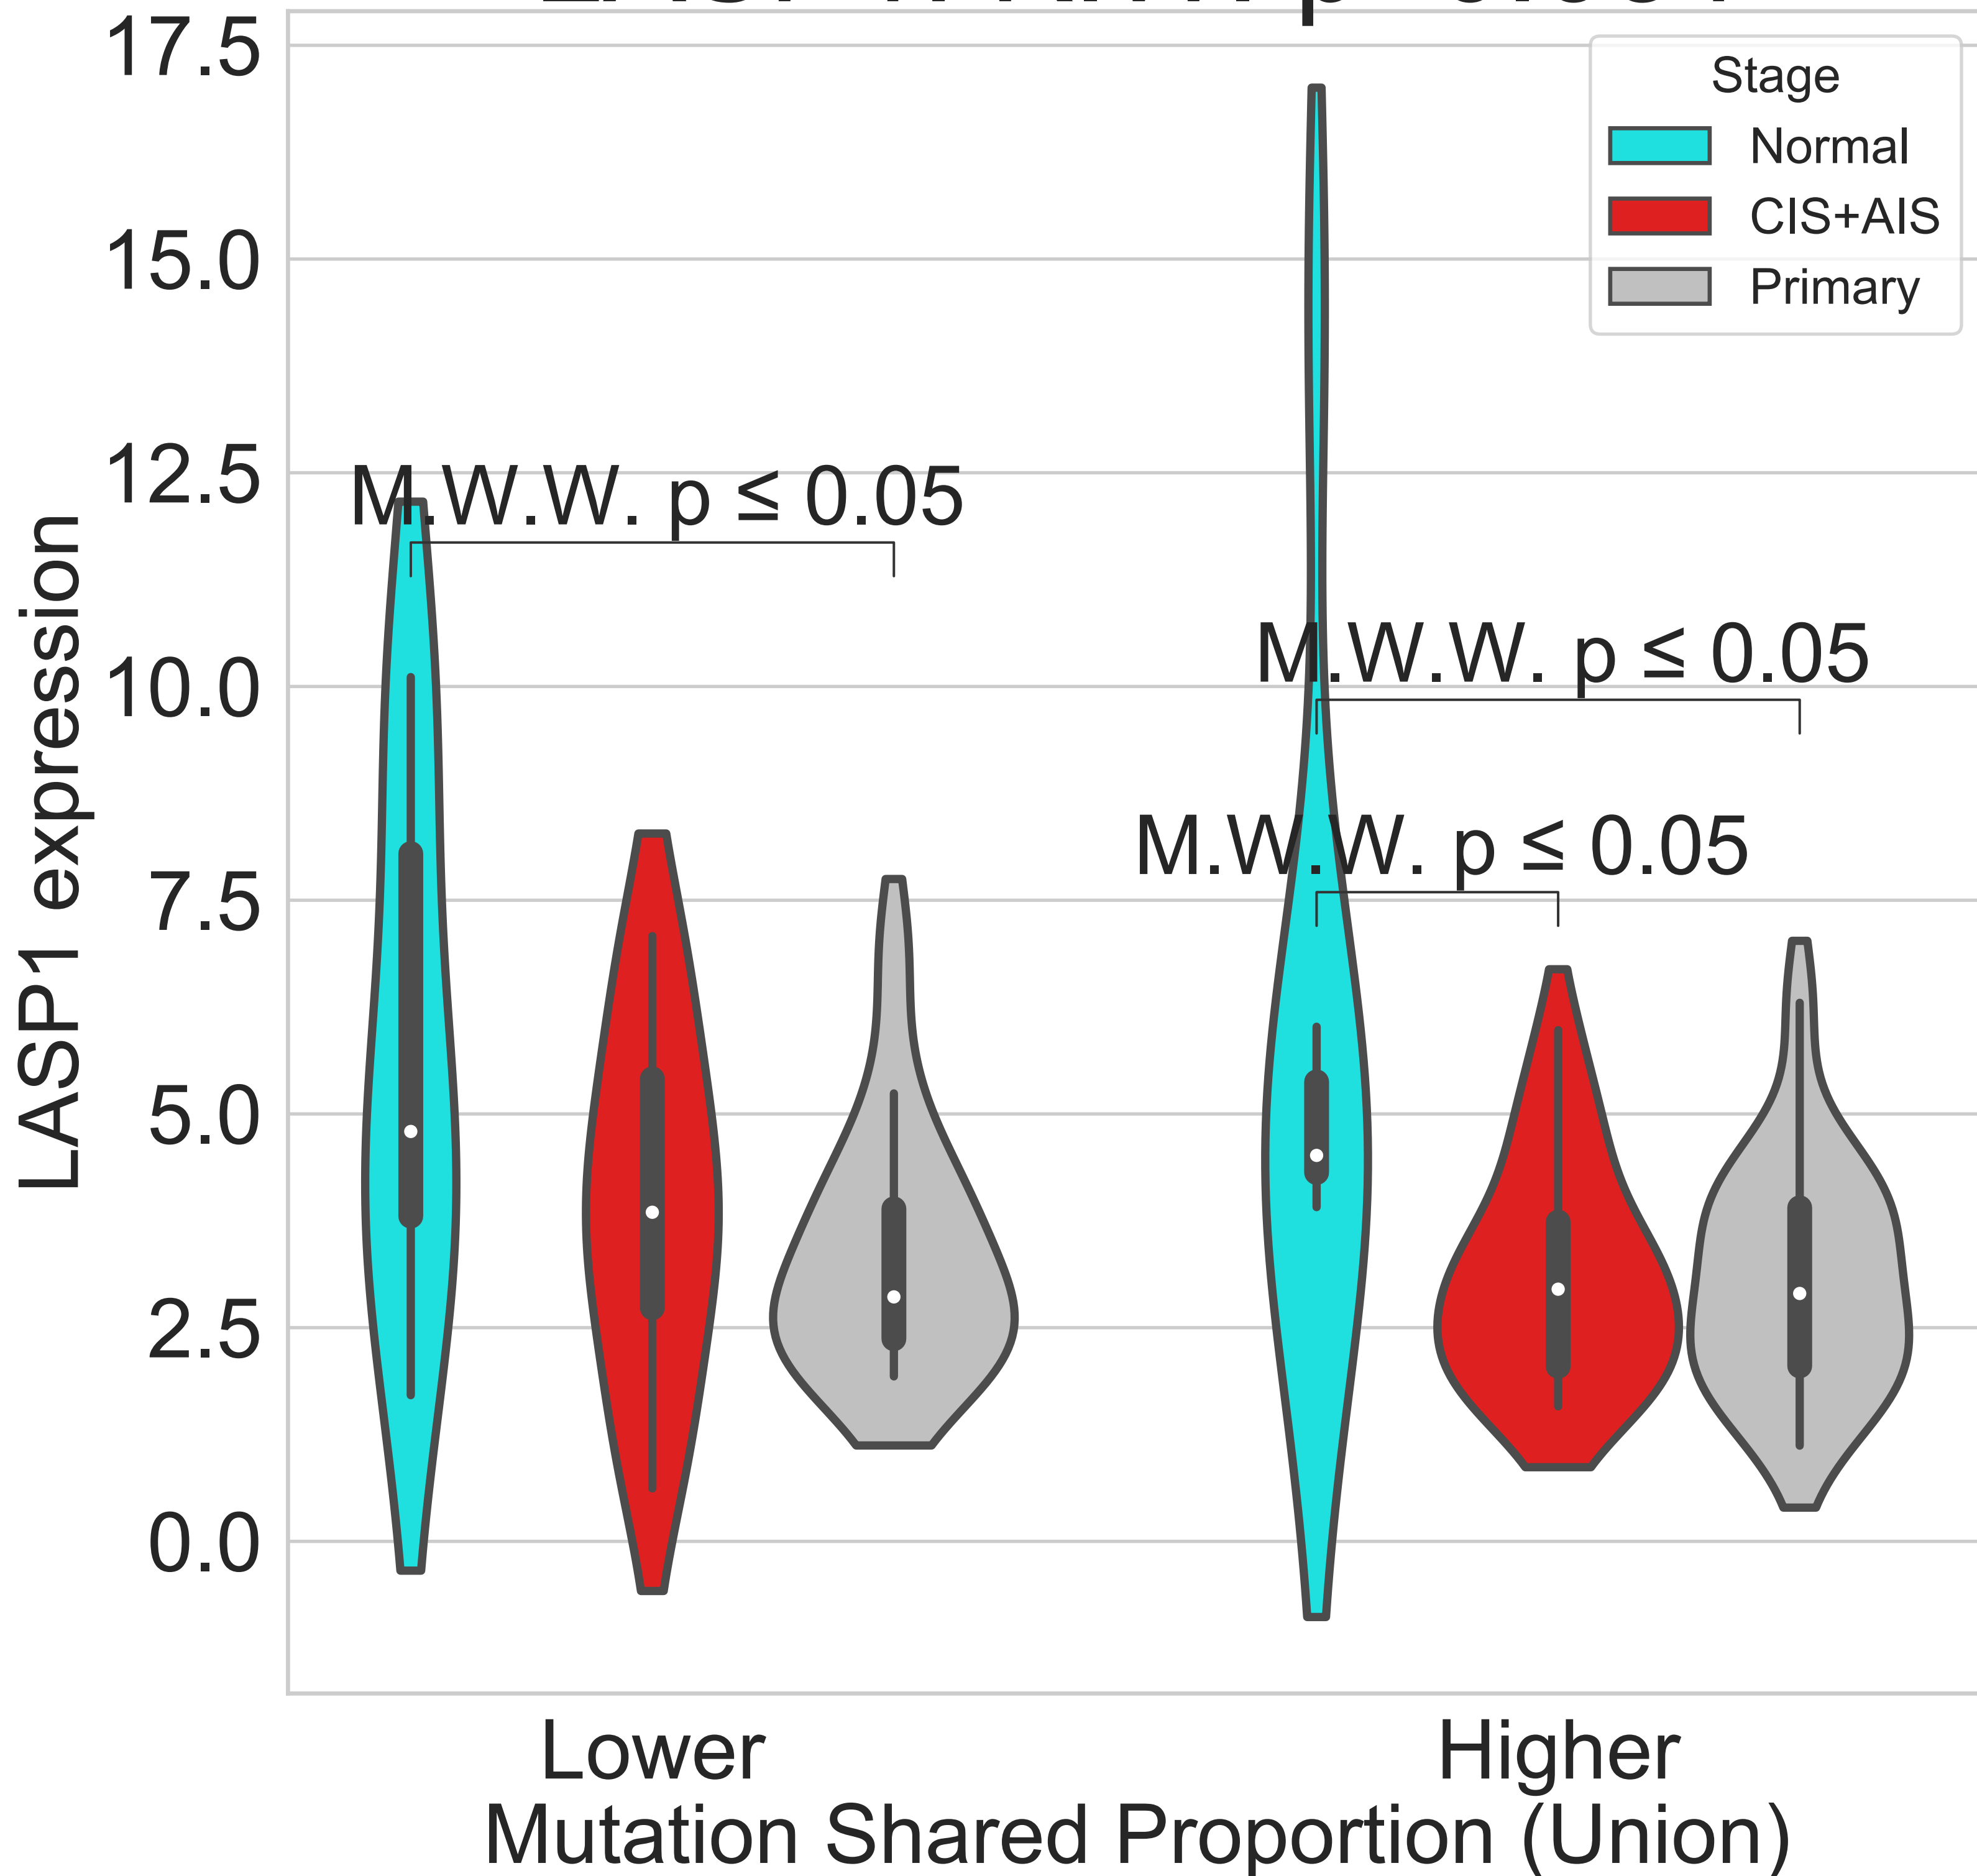 17.5
15.0
12.5
10.0
7.5
5.0
2.5
0.0
LASP1 expression
Stage
Normal
CIS+AIS
Primary
M.W.W. p ≤ 0.05
M.W.W. p ≤ 0.05
M.W.W. p ≤ 0.05
Lower
Higher
Mutation Shared Proportion (Union)